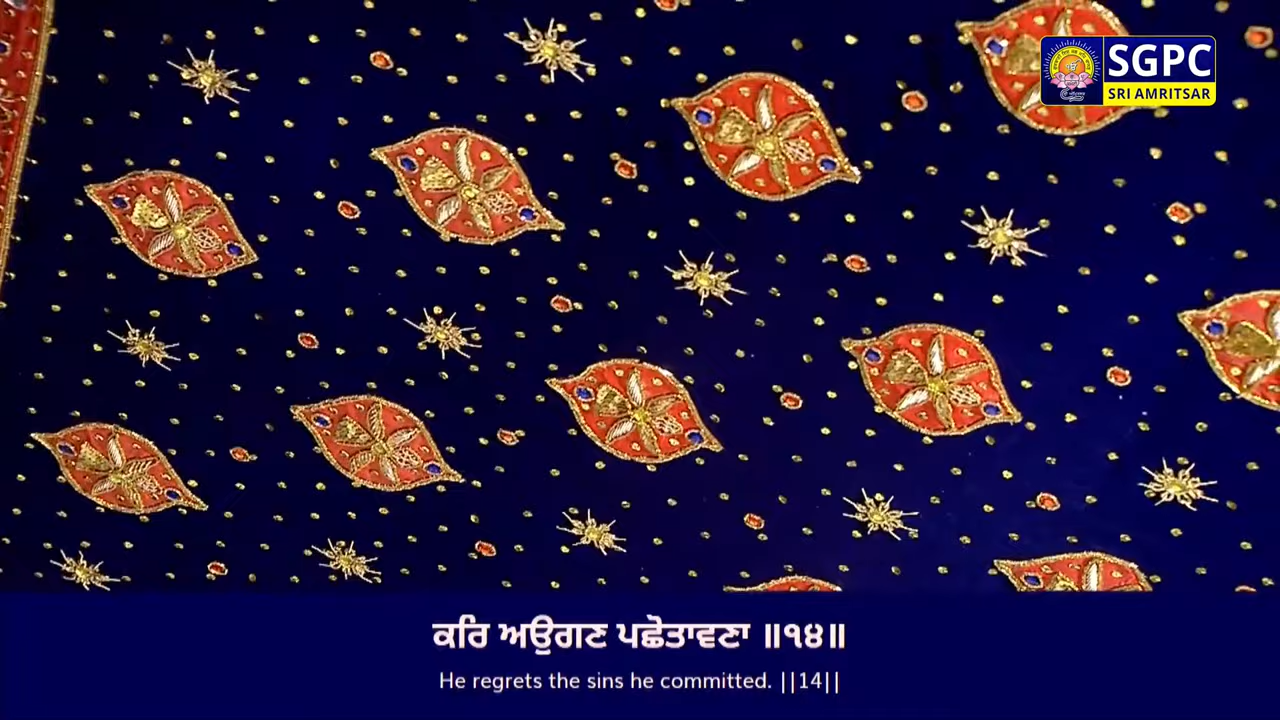 SGPC
SRI AMRITSAR
ਕਰਿ ਅਉਗਣ ਪਛੋਤਾਵਣਾ ॥੧੪॥
He regrets the sins he committed. ||14||